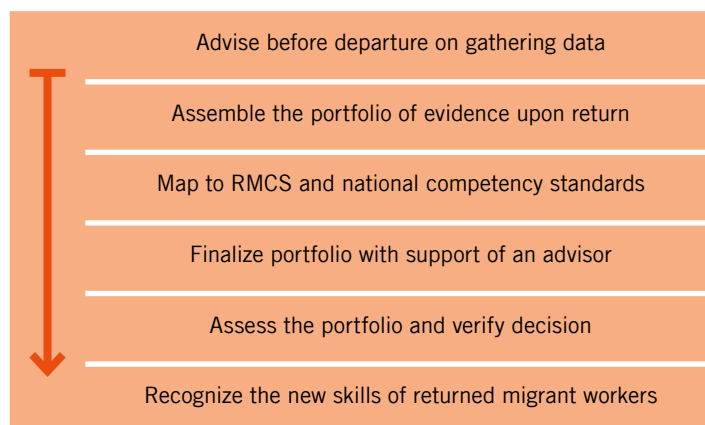 Advise before departure on gathering data
Assemble the portfolio of evidence upon return
Map to RMCS and national competency standards
Finalize portfolio with support of an advisor
Assess the portfolio and verify decision
Recognize the new skills of returned migrant workers